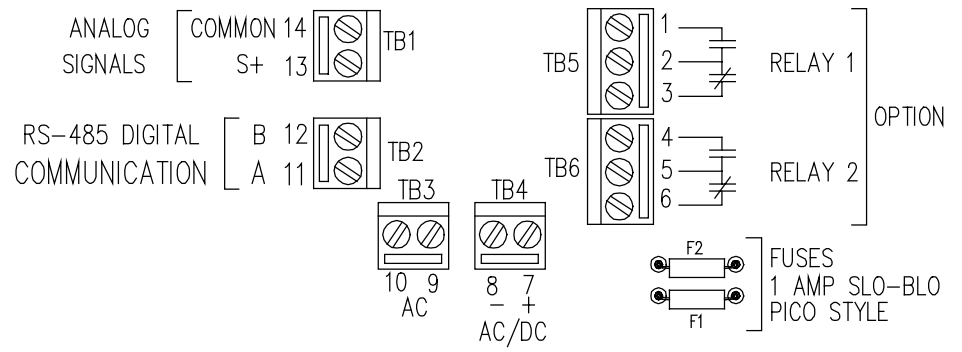 ANALOG
SIGNALS
COMMON 14
S+ 13
TB1
RS-485 DIGITAL
COMMUNICATION
B 12
A 11
TB2
TB3
10 9
AC
TB4
8 7
- +
AC/DC
TB5
1
2
3
RELAY 1
TB6
4
5
6
RELAY 2
OPTION
F2
F1
FUSES
1 AMP SLO-BLO
PICO STYLE